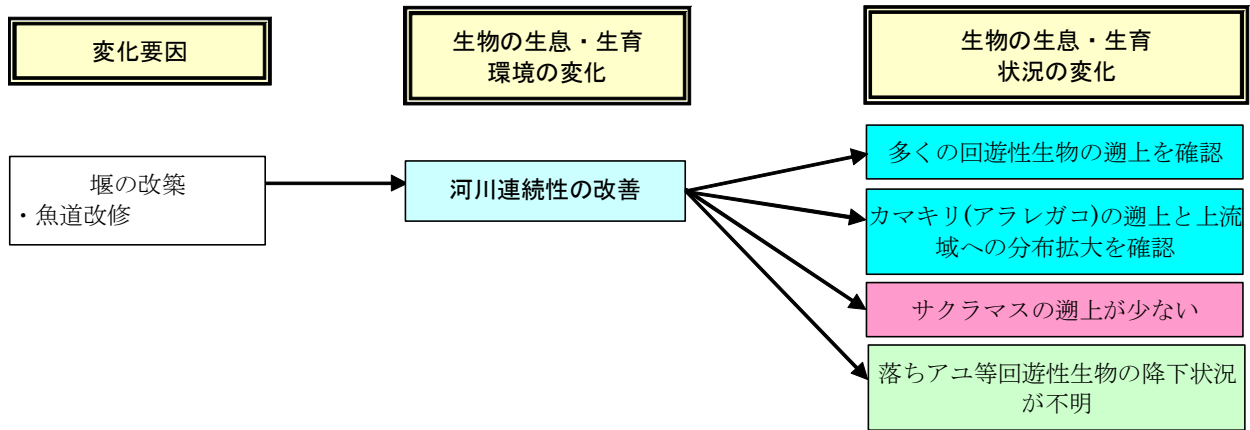 変化要因
生物の生息・生育
環境の変化
生物の生息・生育
状況の変化
堰の改築
・魚道改修
河川連続性の改善
多くの回遊性生物の遡上を確認
カマキリ(アラレガコ)の遡上と上流
域への分布拡大を確認
サクラマスの遡上が少ない
落ちアユ等回遊性生物の降下状況
が不明